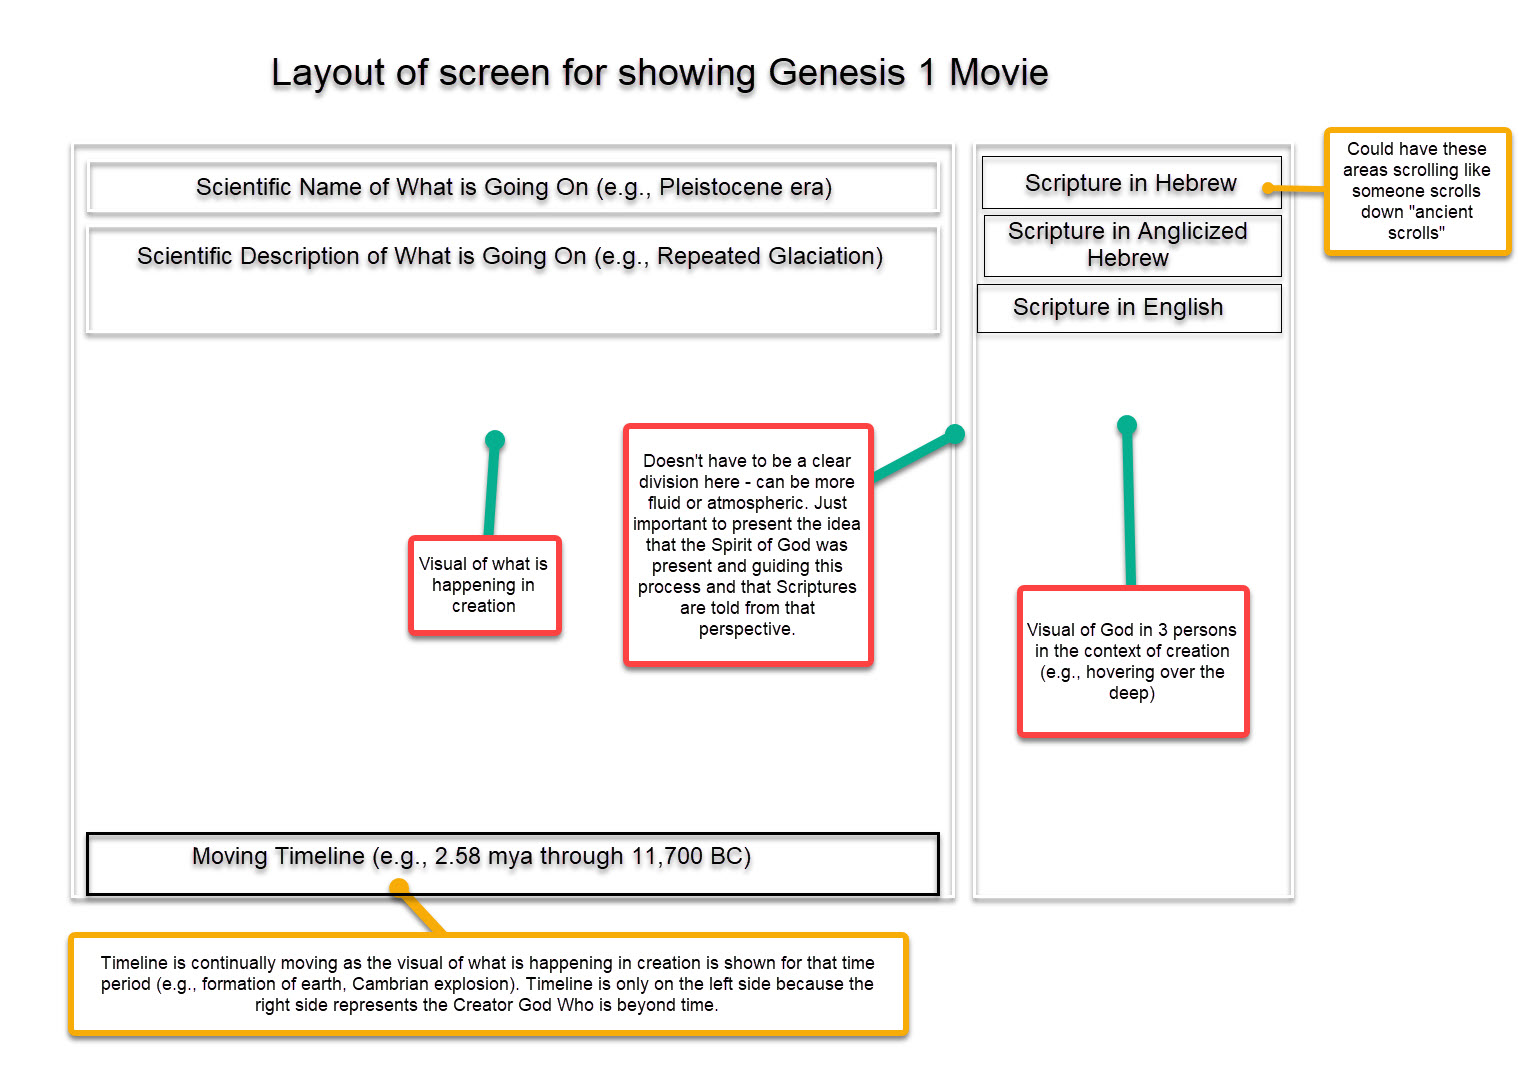 Layout of screen for showing Genesis 1 Movie
Scientific Name of What is Going On (e.g., Pleistocene era)
Scientific Description of What is Going On (e.g., Repeated Glaciation)
Scripture in Hebrew
Scripture in Anglicized
Hebrew
Scripture in English
Could have these
areas scrolling like
someone scrolls
down "ancient
scrolls"
Visual of what is
happening in
creation
Doesn't have to be a clear
division here - can be more
fluid or atmospheric. Just
important to present the idea
that the Spirit of God was
present and guiding this
process and that Scriptures
are told from that
perspective.
Visual of God in 3 persons
in the context of creation
(e.g., hovering over the
deep)
Moving Timeline (e.g., 2.58 mya through 11,700 BC)
Timeline is continually moving as the visual of what is happening in creation is shown for that time
period (e.g., formation of earth, Cambrian explosion). Timeline is only on the left side because the
right side represents the Creator God Who is beyond time.